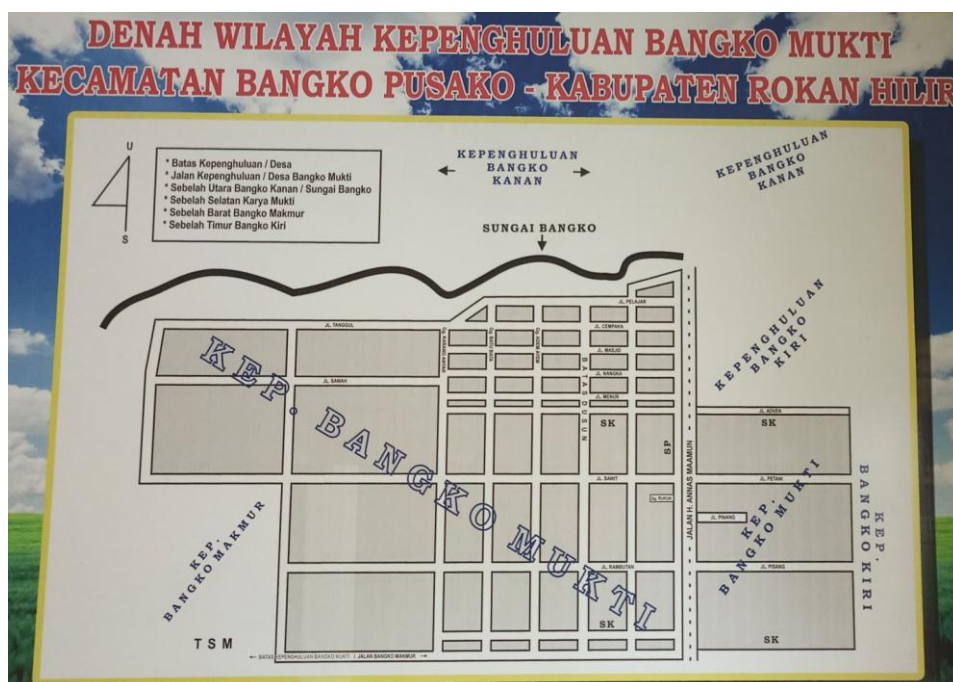 DENAH WILAYAH KEPENGHULUAN BANGKO MUKTI
KECAMATAN BANGKO PUSAKO - KABUPATEN ROKAN HILIR
U
S
* Batas Kepenghuluan / Desa
* Jalan Kepenghuluan / Desa Bangko Mukti
* Sebelah Utara Bangko Kanan / Sungai Bangko
* Sebelah Selatan Karya Mukti
* Sebelah Barat Bangko Makmur
* Sebelah Timur Bangko Kiri
KEPENGHULUAN
BANGKO
KANAN
KEPENGHULUAN
BANGKO
KANAN
SUNGAI BANGKO
KEPENGHULUAN
BANGKO
KIRI
JL. PELAJAR
JL. TANGGUL
JL. CEMPAKA
JL. MASJID
JL. SAWAH
JL. NANGKA
JL. MENUR
BATAS DUSUN
SK
SP
JALAN H. ANNAS MAAMUN
JL. ADVEN
SK
KEP. BANGKO MUKTI
JL. SAWIT
JL. PETANI
Gg. RUKUN
JL. PINANG
KEP.
BANGKO MUKTI
KEP.
BANGKO KIRI
KEP.
BANGKO MAKMUR
JL. RAMBUTAN
JL. PISANG
SK
SK
TSM
BATAS KEPENGHULUAN BANGKO MUKTI / JALAN BANGKO MAKMUR